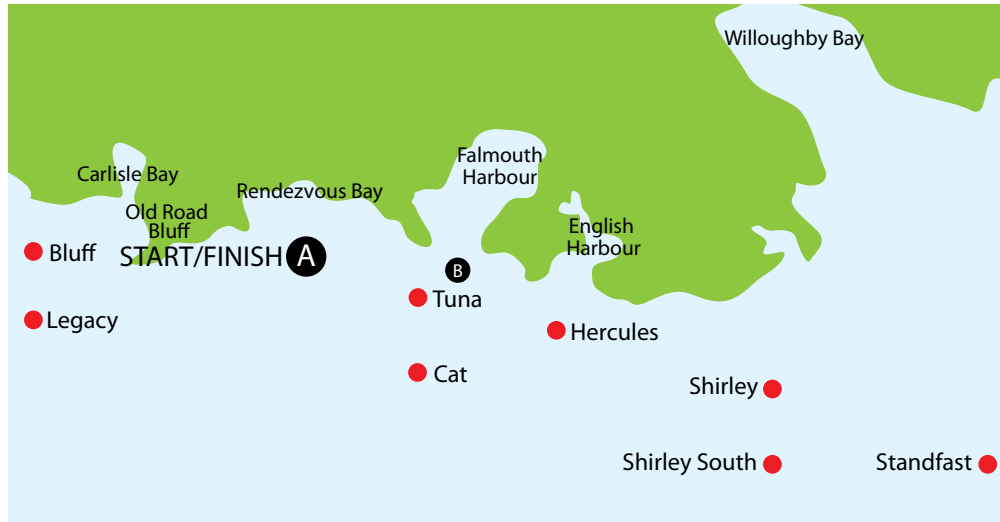 Willoughby Bay
Falmouth
Harbour
Carlisle Bay
Rendezvous Bay
Old Road
Bluff
English
Harbour
Bluff
START/FINISH A
B
Tuna
Legacy
Hercules
Cat
Shirley
Shirley South
Standfast